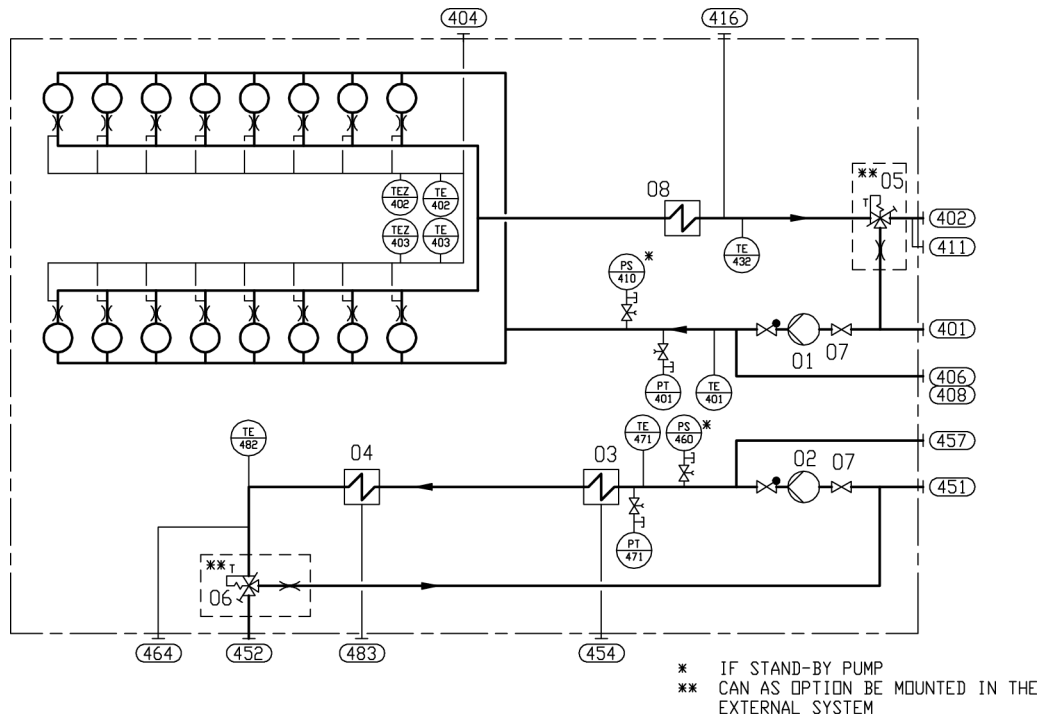 404
416
** 05
TEZ 402
TE 402
08
T
402
TEZ 403
TE 403
TE 432
411
PS 410
*
401
01
07
PT 401
TE 401
406
408
TE 482
TE 471
PS 460
*
457
04
03
02
07
451
PT 471
** T
06
464
452
483
454
* IF STAND-BY PUMP
** CAN AS OPTION BE MOUNTED IN THE
EXTERNAL SYSTEM